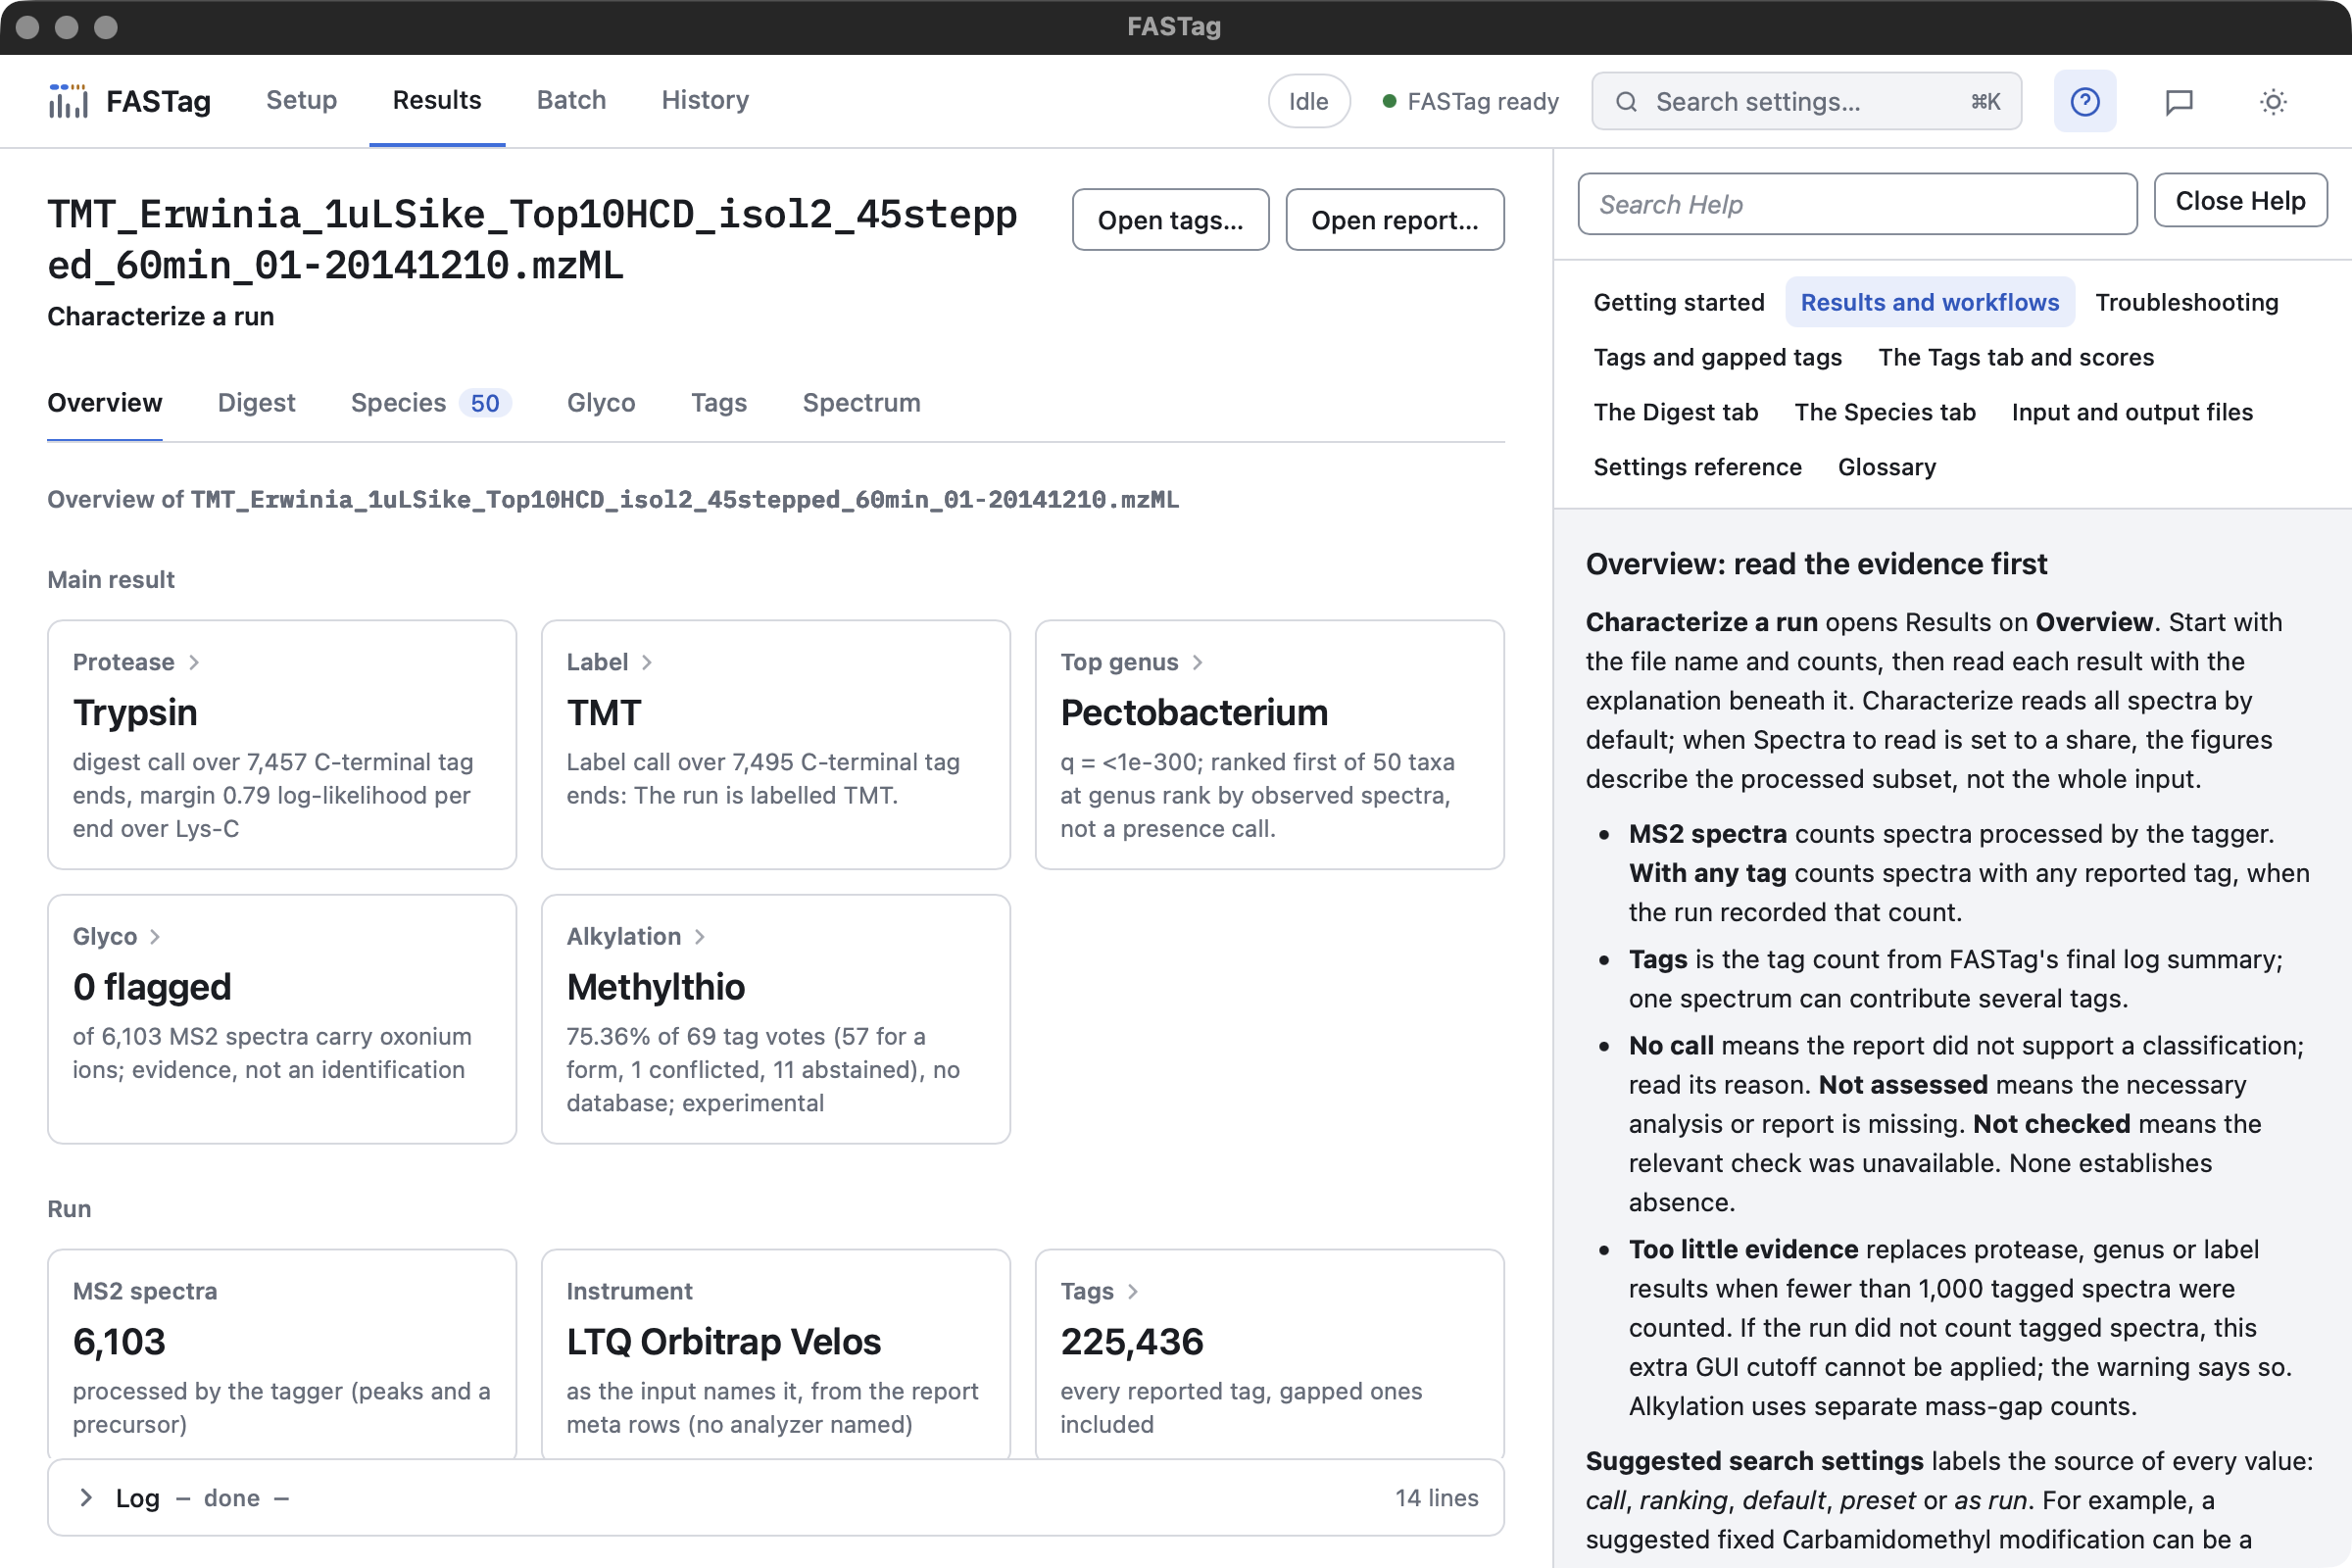 FASTag
FASTag
Setup
Results
Batch
History
Idle
FASTag ready
Search settings...
⌘K
TMT_Erwinia_1uLSike_Top10HCD_isol2_45stepp
ed_60min_01-20141210.mzML
Characterize a run
Open tags...
Open report...
Overview
Digest
Species 50
Glyco
Tags
Spectrum
Overview of TMT_Erwinia_1uLSike_Top10HCD_isol2_45stepped_60min_01-20141210.mzML
Main result
Protease
Trypsin
digest call over 7,457 C-terminal tag
ends, margin 0.79 log-likelihood per
end over Lys-C
Label
TMT
Label call over 7,495 C-terminal tag
ends: The run is labelled TMT.
Top genus
Pectobacterium
q = <1e-300; ranked first of 50 taxa
at genus rank by observed spectra,
not a presence call.
Glyco
0 flagged
of 6,103 MS2 spectra carry oxonium
ions; evidence, not an identification
Alkylation
Methylthio
75.36% of 69 tag votes (57 for a
form, 1 conflicted, 11 abstained), no
database; experimental
Run
MS2 spectra
6,103
processed by the tagger (peaks and a
precursor)
Instrument
LTQ Orbitrap Velos
as the input names it, from the report
meta rows (no analyzer named)
Tags
225,436
every reported tag, gapped ones
included
Log – done –
14 lines
Search Help
Close Help
Getting started
Results and workflows
Troubleshooting
Tags and gapped tags
The Tags tab and scores
The Digest tab
The Species tab
Input and output files
Settings reference
Glossary
Overview: read the evidence first
Characterize a run opens Results on Overview. Start with
the file name and counts, then read each result with the
explanation beneath it. Characterize reads all spectra by
default; when Spectra to read is set to a share, the figures
describe the processed subset, not the whole input.
• MS2 spectra counts spectra processed by the tagger.
With any tag counts spectra with any reported tag, when
the run recorded that count.
• Tags is the tag count from FASTag's final log summary;
one spectrum can contribute several tags.
• No call means the report did not support a classification;
read its reason. Not assessed means the necessary
analysis or report is missing. Not checked means the
relevant check was unavailable. None establishes
absence.
• Too little evidence replaces protease, genus or label
results when fewer than 1,000 tagged spectra were
counted. If the run did not count tagged spectra, this
extra GUI cutoff cannot be applied; the warning says so.
Alkylation uses separate mass-gap counts.
Suggested search settings labels the source of every value:
call, ranking, default, preset or as run. For example, a
suggested fixed Carbamidomethyl modification can be a